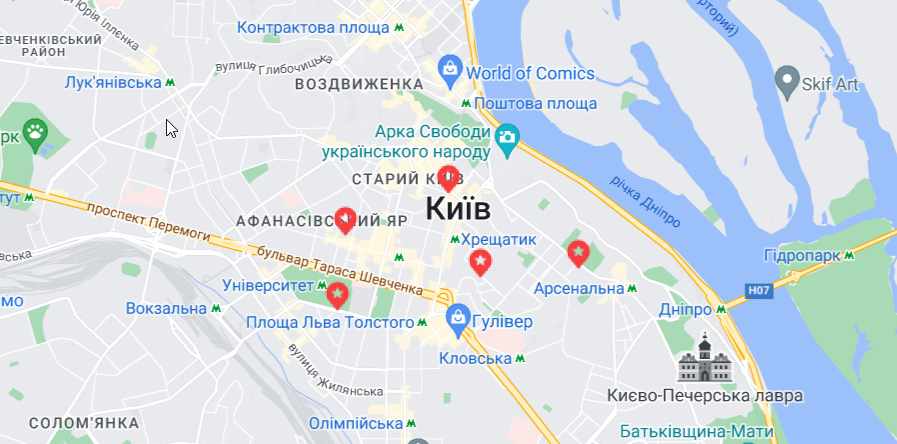 Юрія Іллєнка
Контрактова площа
ЕВЧЕНКІВСЬКИЙ
РАЙОН
вулиця Глибочицька
World of Comics
Лук'янівська
ВОЗДВИЖЕНКА
Skif Art
Поштова площа
Арка Свободи
українського народу
рк
СТАРИЙ КИЇВ
річка Дніпро
тут
проспект Перемоги
АФАНАСІВСЬКИЙ ЯР
Київ
Хрещатик
вська
бульвар Тараса Шевченка
Гідропарк
Університет
Арсенальна
H07
мо
Вокзальна
Площа Льва Толстого
Гулівер
Дніпро
Кловська
вулиця Жилянська
Києво-Печерська лавра
СОЛОМ'ЯНКА
Олімпійська
Батьківщина-Мати